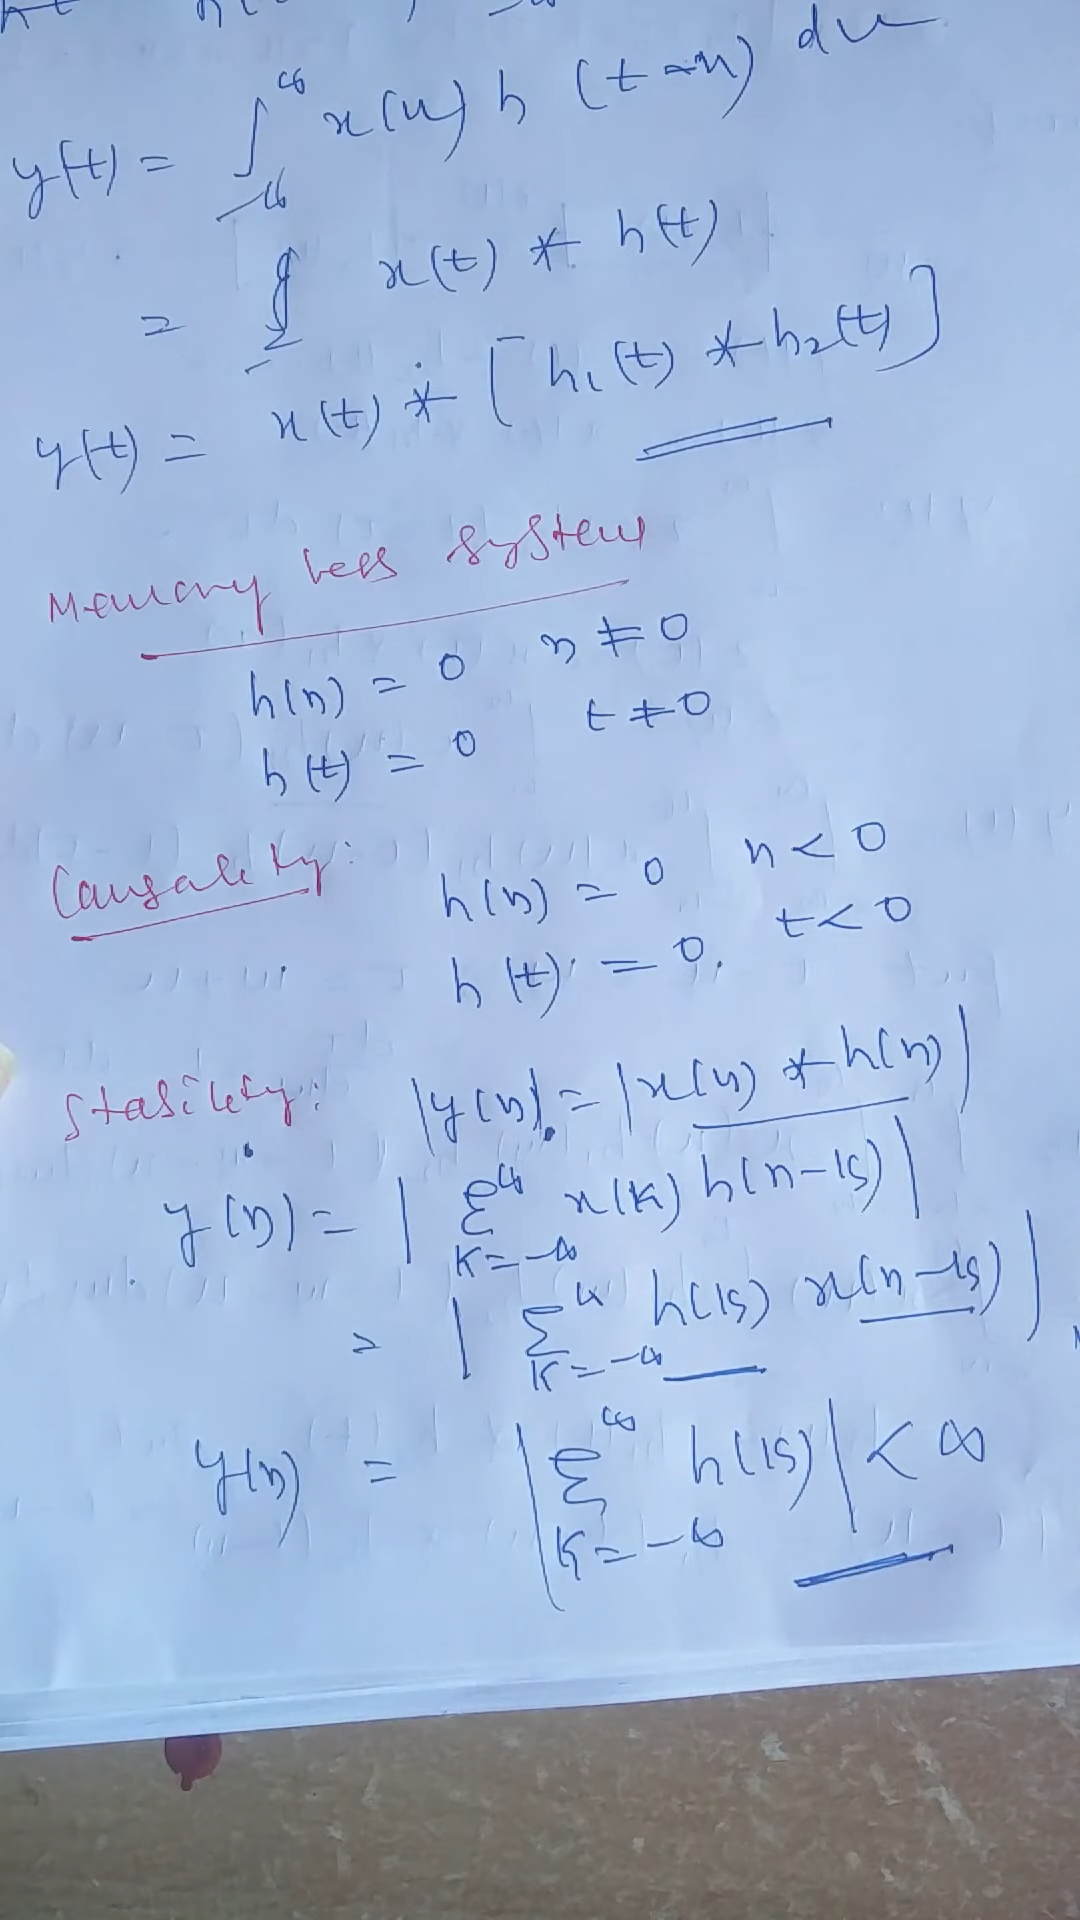 y(t) = ∫_{-∞}^{∞} x(u) h (t-u) du
= x(t) * h(t)
y(t) = x(t) * [h₁(t) * h₂(t)]
Memory less system
h(n) = 0 n ≠ 0
h(t) = 0 t ≠ 0
Causality:
h(n) = 0 n < 0
h(t) = 0, t < 0
Stability: |y(n)| = |x(n) * h(n)|
y(n) = | Σ_{K=-∞}^{∞} x(k) h(n-k) |
= | Σ_{K=-∞}^{∞} h(k) x(n-k) |
y(n) = | Σ_{K=-∞}^{∞} h(k) | < ∞